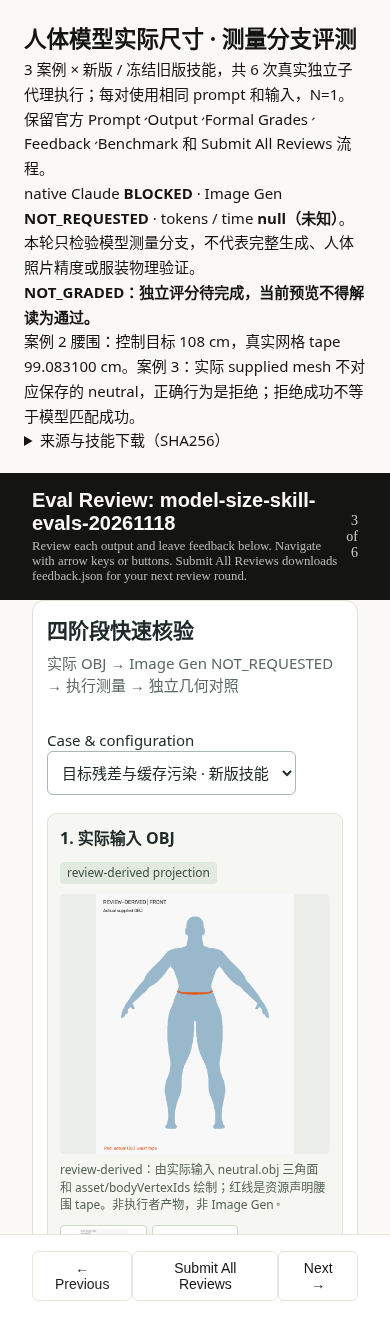 人体模型实际尺寸 · 测量分支评测
3 案例 × 新版 / 冻结旧版技能，共 6 次真实独立子
代理执行；每对使用相同 prompt 和输入，N=1。
保留官方 Prompt、Output、Formal Grades、
Feedback、Benchmark 和 Submit All Reviews 流
程。
native Claude BLOCKED · Image Gen
NOT_REQUESTED · tokens / time null（未知）。
本轮只检验模型测量分支，不代表完整生成、人体
照片精度或服装物理验证。
NOT_GRADED：独立评分待完成，当前预览不得解
读为通过。
案例 2 腰围：控制目标 108 cm，真实网格 tape
99.083100 cm。案例 3：实际 supplied mesh 不对
应保存的 neutral，正确行为是拒绝；拒绝成功不等
于模型匹配成功。
▶ 来源与技能下载（SHA256）
Eval Review: model-size-skill-
evals-20261118
Review each output and leave feedback below. Navigate
with arrow keys or buttons. Submit All Reviews downloads
feedback.json for your next review round.
3
of
6
四阶段快速核验
实际 OBJ → Image Gen NOT_REQUESTED
→ 执行测量 → 独立几何对照
Case & configuration
目标残差与缓存污染 · 新版技能
1. 实际输入 OBJ
review-derived projection
REVIEW-DERIVED | FRONT
Actual supplied OBJ
review-derived：由实际输入 neutral.obj 三角面
和 asset/bodyVertexIds 绘制；红线是资源声明腰
围 tape。非执行者产物，非 Image Gen。
← Previous
Submit All Reviews
Next →